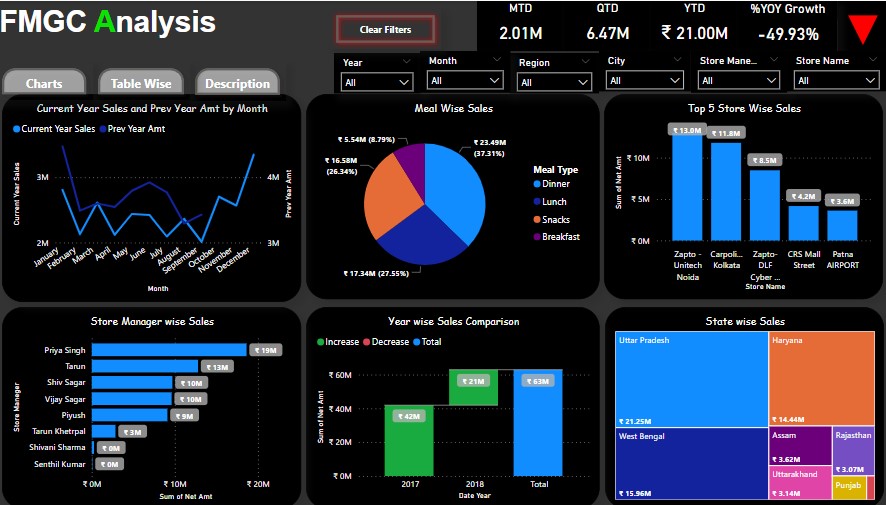 FMGC Analysis
Clear Filters
MTD
2.01M
QTD
6.47M
YTD
₹ 21.00M
%YOY Growth
-49.93%
Year
All
Month
All
Region
All
City
All
Store Mane...
All
Store Name
All
Charts
Table Wise
Description
Current Year Sales and Prev Year Amt by Month
Current Year Sales
Prev Year Amt
Current Year Sales
3M
2M
4M
3M
Prev Year Amt
January
February
March
April
May
June
July
August
September
October
November
December
Month
Meal Wise Sales
₹ 5.54M (8.79%)
₹ 23.49M
(37.31%)
₹ 16.58M
(26.34%)
₹ 17.34M (27.55%)
Meal Type
Dinner
Lunch
Snacks
Breakfast
Top 5 Store Wise Sales
Sum of Net Amt
₹ 10M
₹ 5M
₹ 0M
₹ 13.0M
₹ 11.8M
₹ 8.5M
₹ 4.2M
₹ 3.6M
Zapto -
Unitech
Noida
Carpoli...
Kolkata
Zapto-
DLF
Cyber ...
CRS Mall
Street
Patna
AIRPORT
Store Name
Store Manager wise Sales
Store Maneger
Priya Singh
₹ 19M
Tarun
₹ 13M
Shiv Sagar
₹ 10M
Vijay Sagar
₹ 10M
Piyush
₹ 9M
Tarun Khetrpal
₹ 3M
Shivani Sharma
₹ 0M
Senthil Kumar
₹ 0M
₹ 0M
₹ 10M
₹ 20M
Sum of Net Amt
Year wise Sales Comparison
Increase
Decrease
Total
Sum of Net Amt
₹ 60M
₹ 40M
₹ 20M
₹ 0M
₹ 42M
₹ 21M
₹ 63M
2017
2018
Total
Date Year
State wise Sales
Uttar Pradesh
₹ 21.25M
Haryana
₹ 14.44M
West Bengal
₹ 15.96M
Assam
₹ 3.62M
Rajasthan
₹ 3.07M
Uttarakhand
₹ 3.14M
Punjab